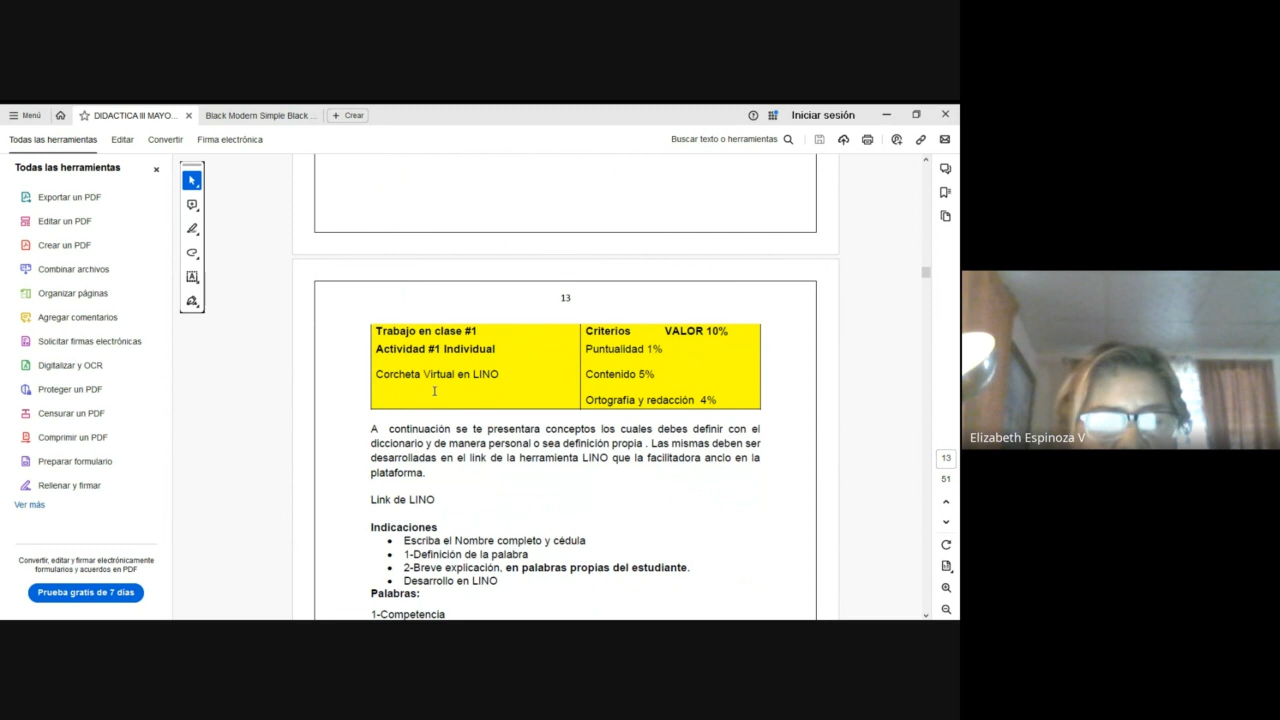 Menú
DIDACTICA III MAYO...
Black Modern Simple Black ...
+ Crear
Iniciar sesión
Todas las herramientas
Editar
Convertir
Firma electrónica
Buscar texto o herramientas
Todas las herramientas
Exportar un PDF
Editar un PDF
Crear un PDF
Combinar archivos
Organizar páginas
Agregar comentarios
Solicitar firmas electrónicas
Digitalizar y OCR
Proteger un PDF
Censurar un PDF
Comprimir un PDF
Preparar formulario
Rellenar y firmar
Ver más
Convertir, editar y firmar electrónicamente
formularios y acuerdos en PDF
Prueba gratis de 7 días
13
Trabajo en clase #1
Actividad #1 Individual
Corcheta Virtual en LINO
Criterios VALOR 10%
Puntualidad 1%
Contenido 5%
Ortografía y redacción 4%
A continuación se te presentara conceptos los cuales debes definir con el
diccionario y de manera personal o sea definición propia . Las mismas deben ser
desarrolladas en el link de la herramienta LINO que la facilitadora anclo en la
plataforma.
Link de LINO
Indicaciones
• Escriba el Nombre completo y cédula
• 1-Definición de la palabra
• 2-Breve explicación, en palabras propias del estudiante.
• Desarrollo en LINO
Palabras:
1-Competencia
13
51
Elizabeth Espinoza V